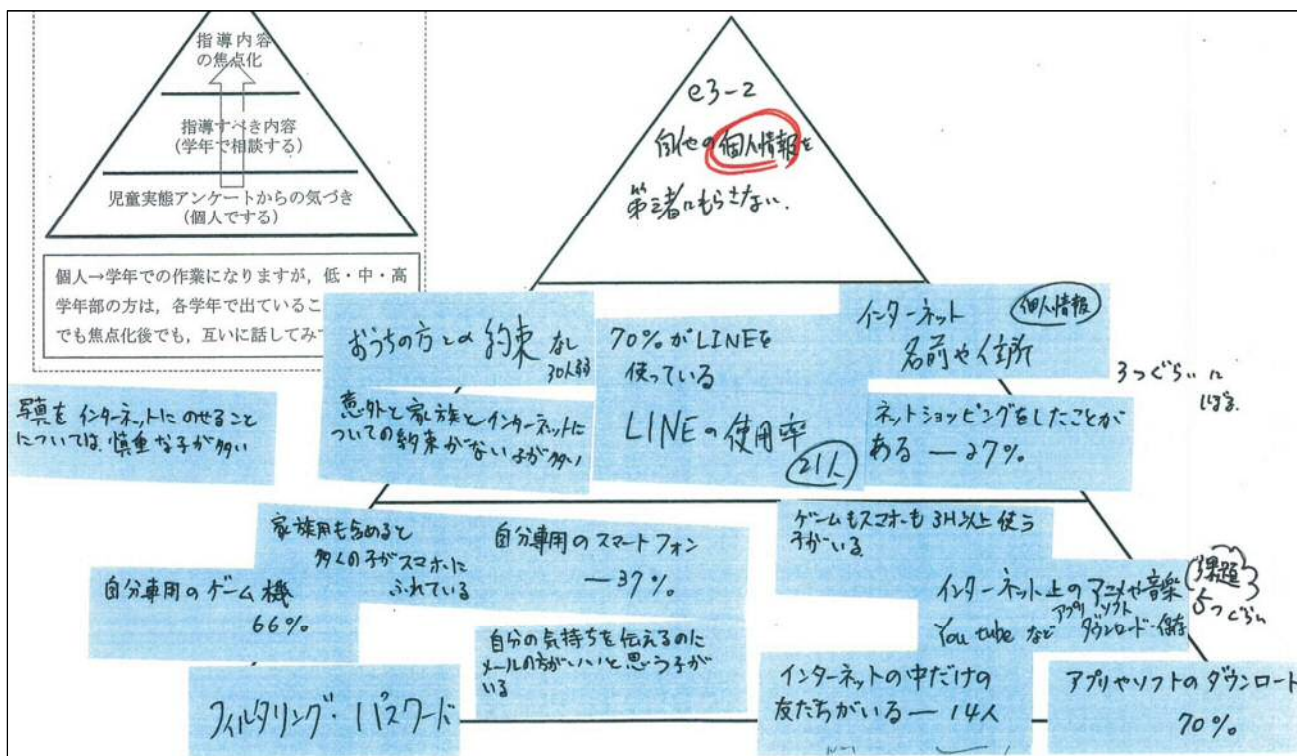 指導内容
の焦点化
指導すべき内容
(学年で相談する)
児童実態アンケートからの気づき
(個人でする)
個人→学年での作業になりますが，低・中・高
学年部の方は，各学年で出ているこ
でも焦点化後でも，互いに話してみて
e3-2
自他の個人情報を
第三者にもらさない．
おうちの方との約束なし
30人弱
70%がLINEを
使っている
LINEの使用率
21人
インターネット
個人情報
名前や住所
3つぐらいに
しぼる．
写真をインターネットにのせること
については、慎重な子が多い
意外と家族とインターネットに
ついての約束がない子が多い
ネットショッピングをしたことが
ある ― 27%
家族用も含めると
多くの子がスマホに
ふれている
自分専用のスマートフォン
―37%
ゲームもスマホも3H以上使う
子がいる
自分専用のゲーム機
66%
インターネット上のアニメや音楽
アプリ ソフト
You tube など ダウンロード・保存
課題
5つぐらい
自分の気持ちを伝えるのに
メールの方がいいと思う子が
いる
フィルタリング・パスワード
インターネットの中だけの
友だちがいる ― 14人
アプリやソフトのダウンロード
70%